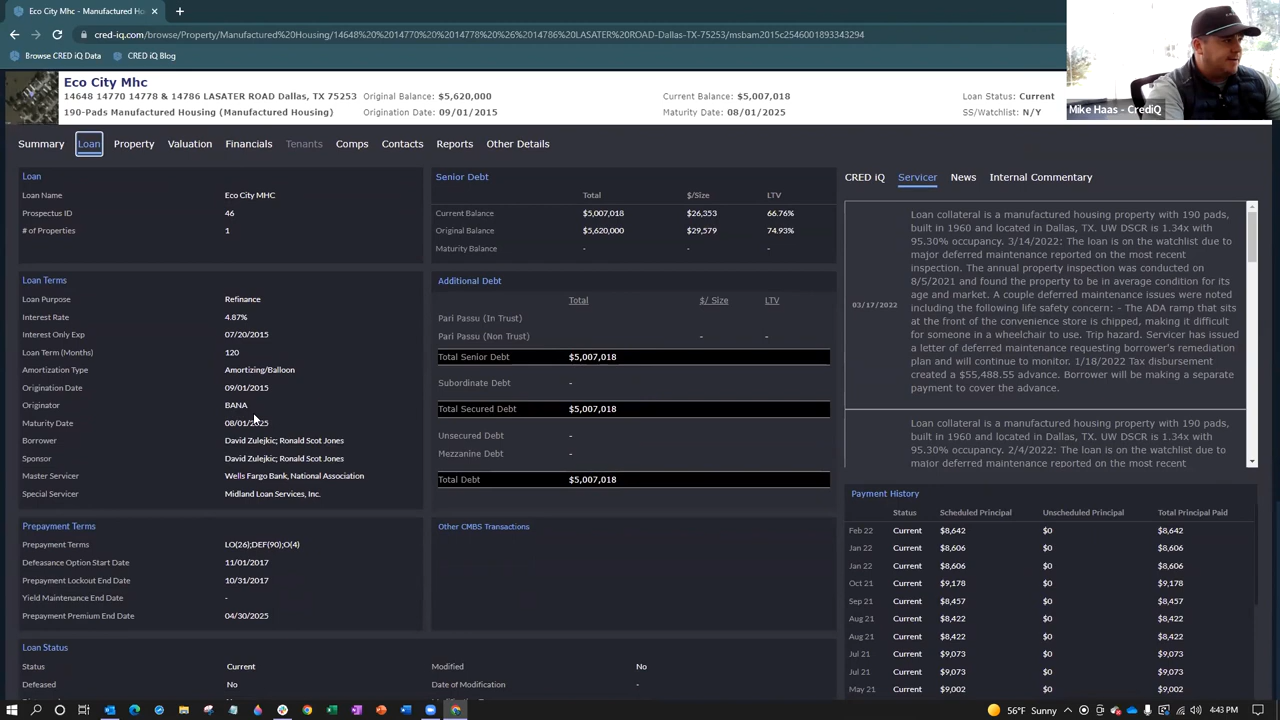 Eco City Mhc - Manufactured Ho
Browse CRED iQ Data
cred-iq.com/browse/Property/Manufactured%20Housing/14648%20%2014770%20%2014778%20%26%2014786%20LASATER%20ROAD-Dallas-TX-75253/msbam2015c2546001893343294
Browse CRED iQ Data CRED iQ Blog
Mike Haas - CrediQ
Eco City Mhc
14648 14770 14778 & 14786 LASATER ROAD Dallas, TX 75253 Original Balance: $5,620,000 Current Balance: $5,007,018 Loan Status: Current
190-Pads Manufactured Housing (Manufactured Housing) Origination Date: 09/01/2015 Maturity Date: 08/01/2025 SS/Watchlist: N/Y
Summary Loan Property Valuation Financials Tenants Comps Contacts Reports Other Details
Loan
Loan Name Eco City MHC
Prospectus ID 46
# of Properties 1
Loan Terms
Loan Purpose Refinance
Interest Rate 4.87%
Interest Only Exp 07/20/2015
Loan Term (Months) 120
Amortization Type Amortizing/Balloon
Origination Date 09/01/2015
Originator BANA
Maturity Date 08/01/2025
Borrower David Zulejkic; Ronald Scot Jones
Sponsor David Zulejkic; Ronald Scot Jones
Master Servicer Wells Fargo Bank, National Association
Special Servicer Midland Loan Services, Inc.
Prepayment Terms
Prepayment Terms LO(26);DEF(90);O(4)
Defeasance Option Start Date 11/01/2017
Prepayment Lockout End Date 10/31/2017
Yield Maintenance End Date -
Prepayment Premium End Date 04/30/2025
Loan Status
Status Current Modified No
Defeased No Date of Modification -
Senior Debt Total $/Size LTV
Current Balance $5,007,018 $26,353 66.76%
Original Balance $5,620,000 $29,579 74.93%
Maturity Balance - - -
Additional Debt
Total $/ Size LTV
Pari Passu (In Trust)
Pari Passu (Non Trust) - -
Total Senior Debt $5,007,018
Subordinate Debt -
Total Secured Debt $5,007,018
Unsecured Debt -
Mezzanine Debt -
Total Debt $5,007,018
Other CMBS Transactions
CRED iQ Servicer News Internal Commentary
03/17/2022
Loan collateral is a manufactured housing property with 190 pads,
built in 1960 and located in Dallas, TX. UW DSCR is 1.34x with
95.30% occupancy. 3/14/2022: The loan is on the watchlist due to
major deferred maintenance reported on the most recent
inspection. The annual property inspection was conducted on
8/5/2021 and found the property to be in average condition for its
age and market. A couple deferred maintenance issues were noted
including the following life safety concern: - The ADA ramp that sits
at the front of the convenience store is chipped, making it difficult
for someone in a wheelchair to use. Trip hazard. Servicer has issued
a letter of deferred maintenance requesting borrower's remediation
plan and will continue to monitor. 1/18/2022 Tax disbursement
created a $55,488.55 advance. Borrower will be making a separate
payment to cover the advance.
Loan collateral is a manufactured housing property with 190 pads,
built in 1960 and located in Dallas, TX. UW DSCR is 1.34x with
95.30% occupancy. 2/4/2022: The loan is on the watchlist due to
major deferred maintenance reported on the most recent
Payment History
Status Scheduled Principal Unscheduled Principal Total Principal Paid
Feb 22 Current $8,642 $0 $8,642
Jan 22 Current $8,606 $0 $8,606
Jan 22 Current $8,606 $0 $8,606
Oct 21 Current $9,178 $0 $9,178
Sep 21 Current $8,457 $0 $8,457
Aug 21 Current $8,422 $0 $8,422
Aug 21 Current $8,422 $0 $8,422
Jul 21 Current $9,073 $0 $9,073
Jul 21 Current $9,073 $0 $9,073
May 21 Current $9,002 $0 $9,002
56°F Sunny 4:43 PM